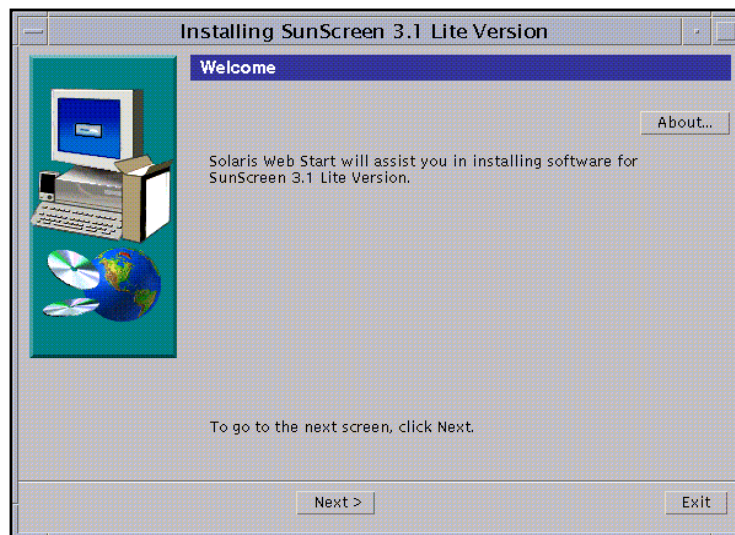 Installing SunScreen 3.1 Lite Version
Welcome
About...
Solaris Web Start will assist you in installing software for
SunScreen 3.1 Lite Version.
To go to the next screen, click Next.
Next >
Exit